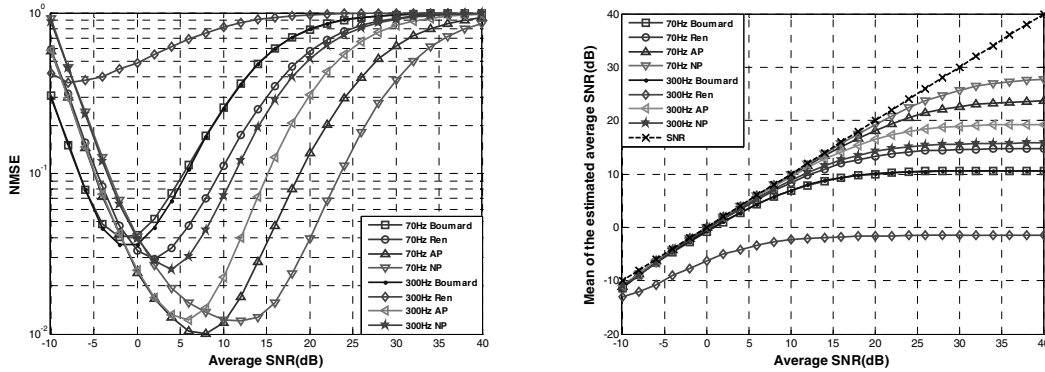 10^0
10^-1
10^-2
NMSE
-10 -5 0 5 10 15 20 25 30 35 40
Average SNR(dB)
70Hz Boumard
70Hz Ren
70Hz AP
70Hz NP
300Hz Boumard
300Hz Ren
300Hz AP
300Hz NP
40
30
20
10
0
-10
-20
Mean of the estimated average SNR(dB)
-10 -5 0 5 10 15 20 25 30 35 40
Average SNR(dB)
70Hz Boumard
70Hz Ren
70Hz AP
70Hz NP
300Hz Boumard
300Hz Ren
300Hz AP
300Hz NP
SNR